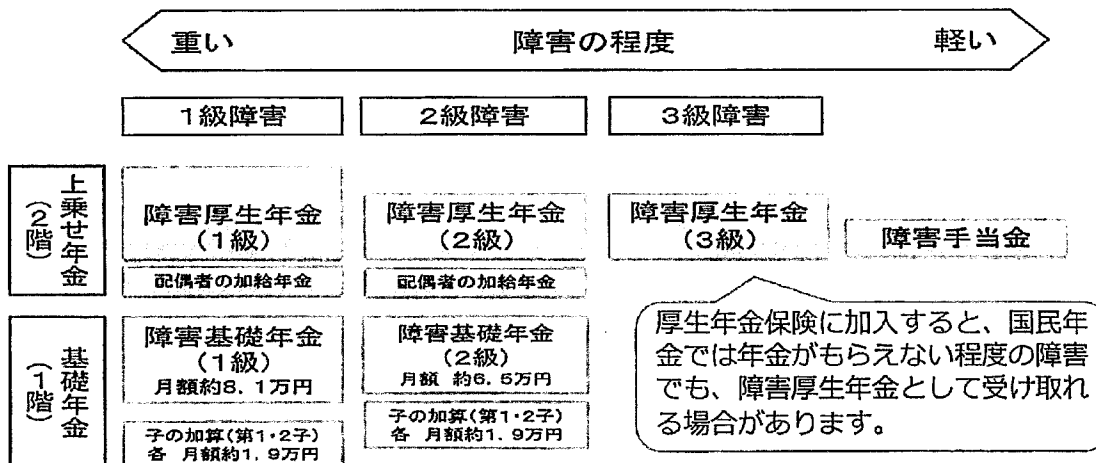 重い 障害の程度 軽い
1級障害 2級障害 3級障害
上乗せ年金
(2階)
障害厚生年金
(1級)
障害厚生年金
(2級)
障害厚生年金
(3級)
障害手当金
配偶者の加給年金
配偶者の加給年金
基礎年金
(1階)
障害基礎年金
(1級)
月額約8.1万円
障害基礎年金
(2級)
月額 約6.5万円
子の加算(第1・2子)
各 月額約1.9万円
子の加算(第1・2子)
各 月額約1.9万円
厚生年金保険に加入すると、国民年
金では年金がもらえない程度の障害
でも、障害厚生年金として受け取れ
る場合があります。